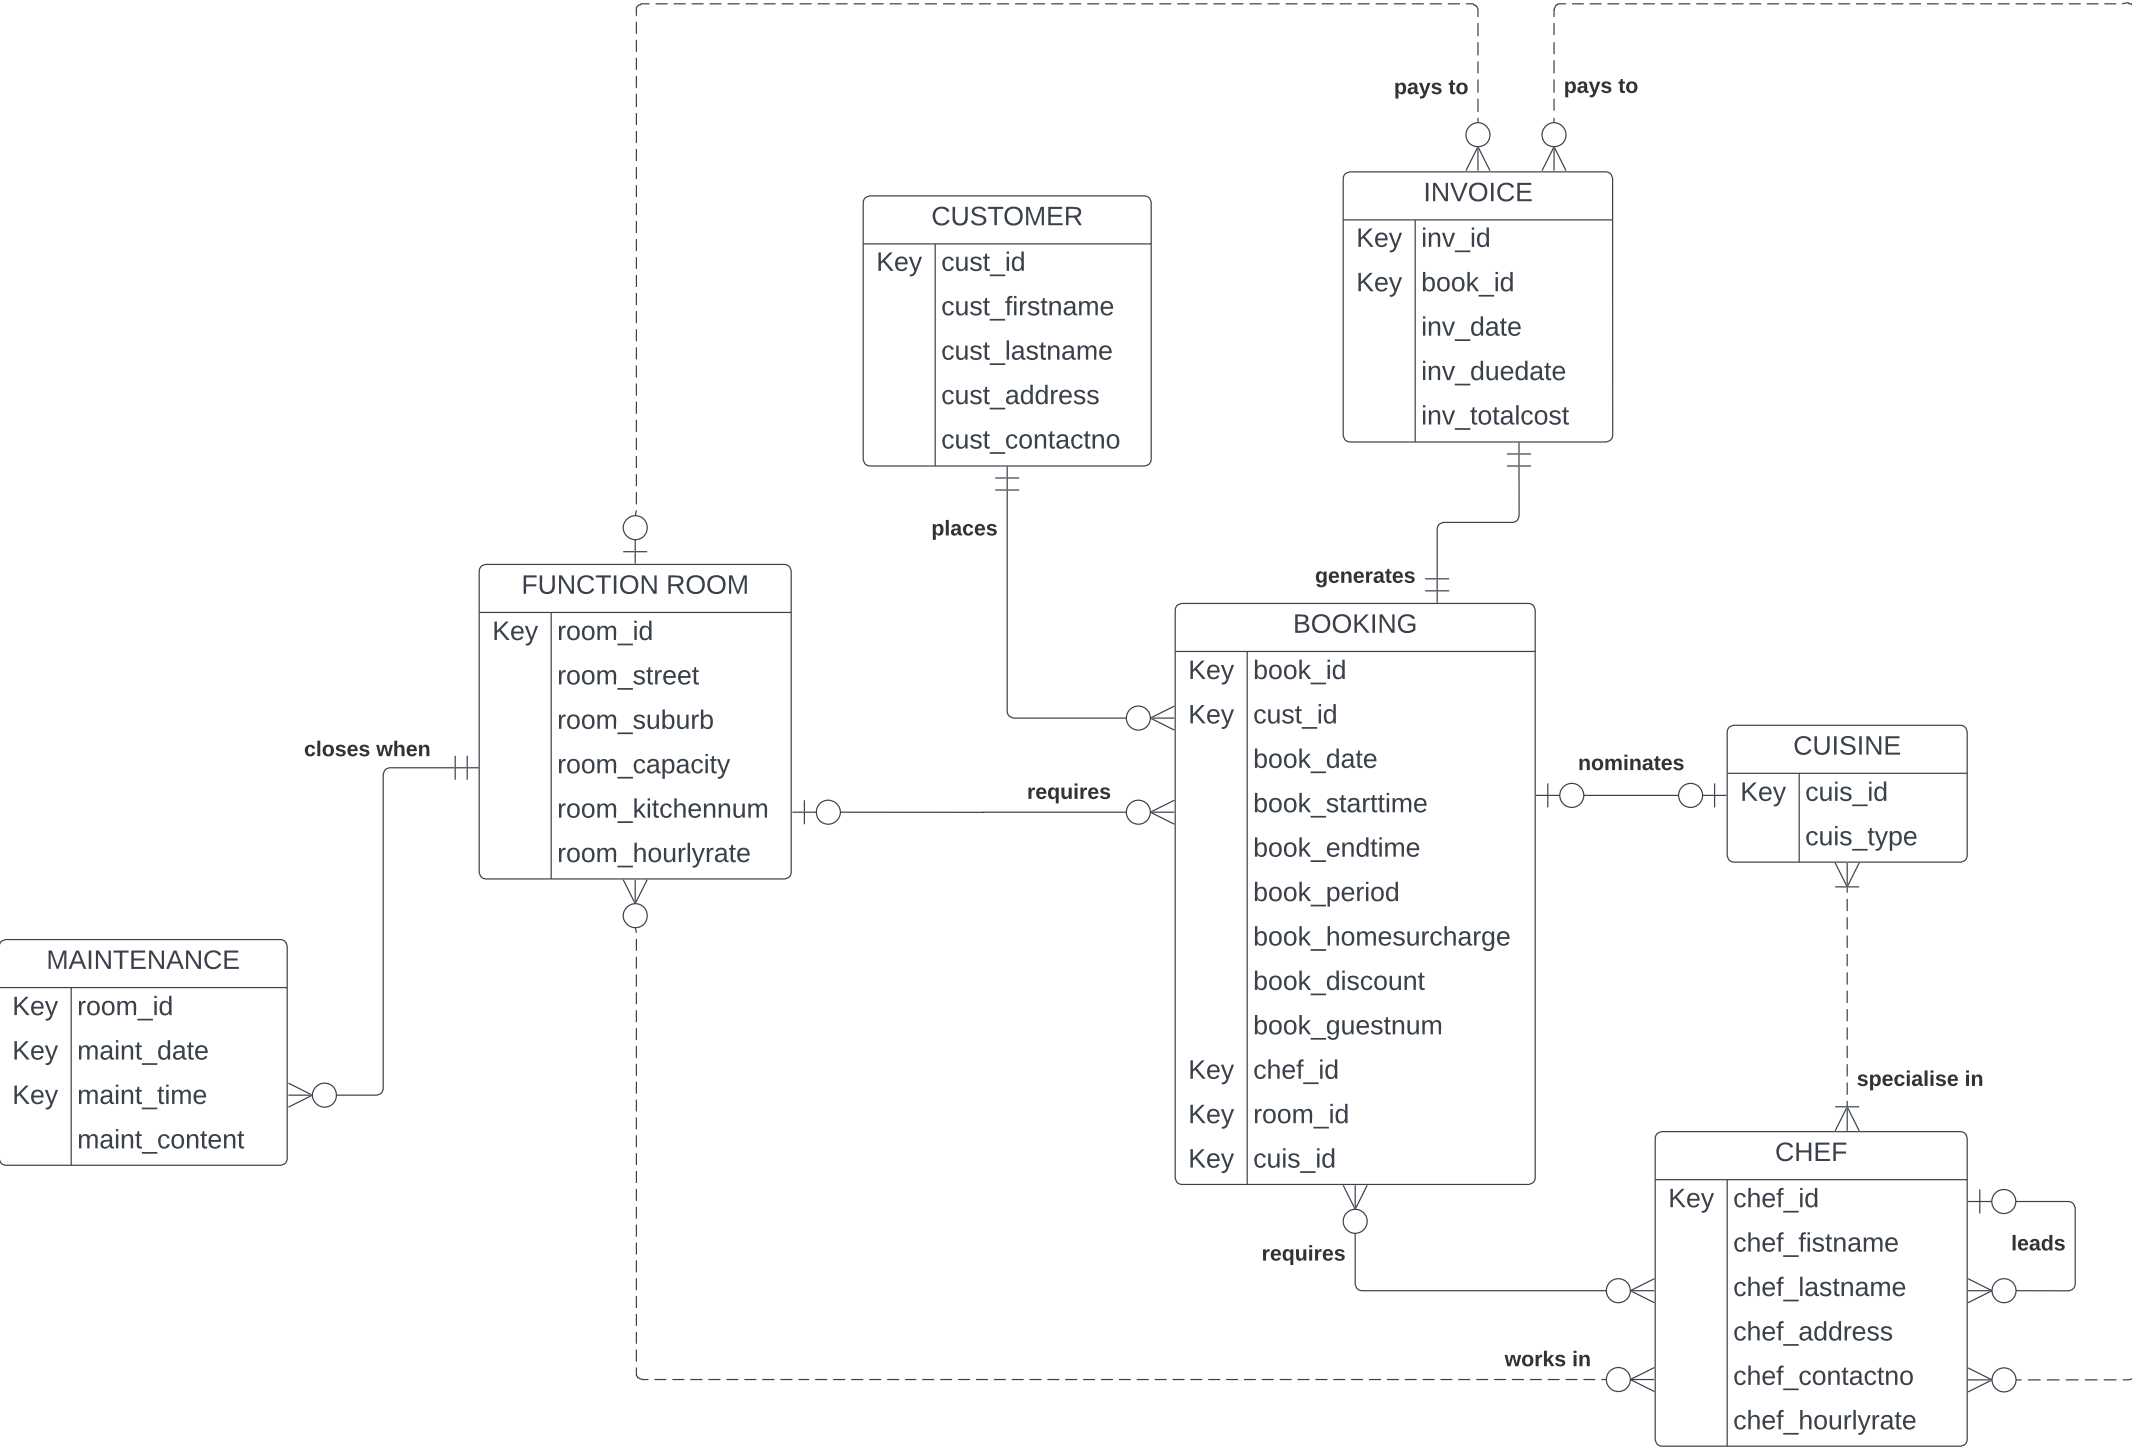 pays to
pays to
INVOICE
Key inv_id
Key book_id
inv_date
inv_duedate
inv_totalcost
CUSTOMER
Key cust_id
cust_firstname
cust_lastname
cust_address
cust_contactno
places
generates
FUNCTION ROOM
Key room_id
room_street
room_suburb
room_capacity
room_kitchennum
room_hourlyrate
closes when
requires
BOOKING
Key book_id
Key cust_id
book_date
book_starttime
book_endtime
book_period
book_homesurcharge
book_discount
book_guestnum
Key chef_id
Key room_id
Key cuis_id
nominates
CUISINE
Key cuis_id
cuis_type
MAINTENANCE
Key room_id
Key maint_date
Key maint_time
maint_content
specialise in
requires
works in
CHEF
Key chef_id
chef_fistname
chef_lastname
chef_address
chef_contactno
chef_hourlyrate
leads